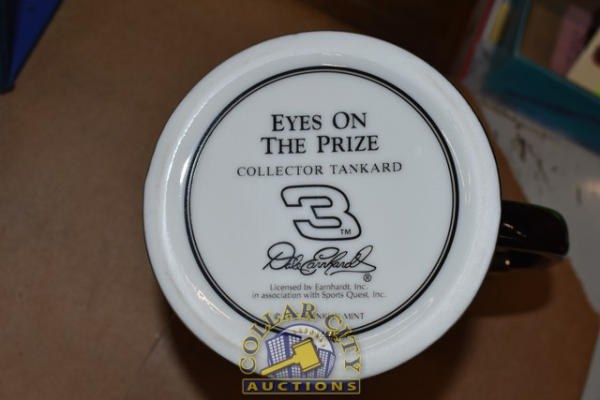 EYES ON
THE PRIZE
COLLECTOR TANKARD
3 TM
Dale Earnhardt ®
Licensed by Earnhardt, Inc.
in association with Sports Quest, Inc.
MINT
COLLAR CITY
AUCTIONS